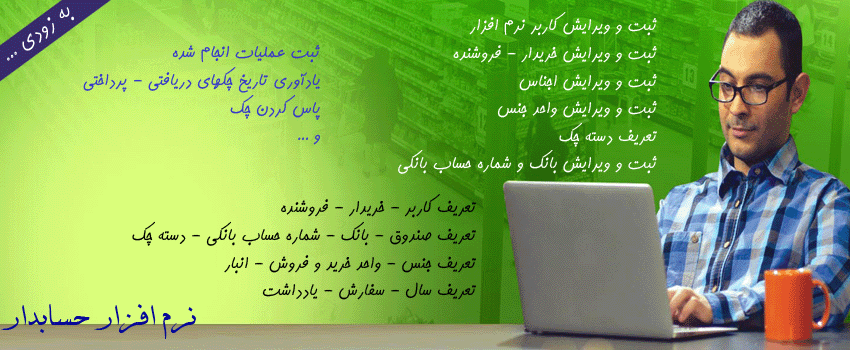 به زودی ...
ثبت و ویرایش کاربر نرم افزار
ثبت و ویرایش خریدار - فروشنده
ثبت و ویرایش اجناس
ثبت و ویرایش واحد جنس
تعریف دسته چک
ثبت و ویرایش بانک و شماره حساب بانکی
ثبت عملیات انجام شده
یادآوری تاریخ چکهای دریافتی - پرداختی
پاس کردن چک
و ...
تعریف کاربر - خریدار - فروشنده
تعریف صندوق - بانک - شماره حساب بانکی - دسته چک
تعریف جنس - واحد خرید و فروش - انبار
تعریف سال - سفارش - یادداشت
نرم افزار حسابدار